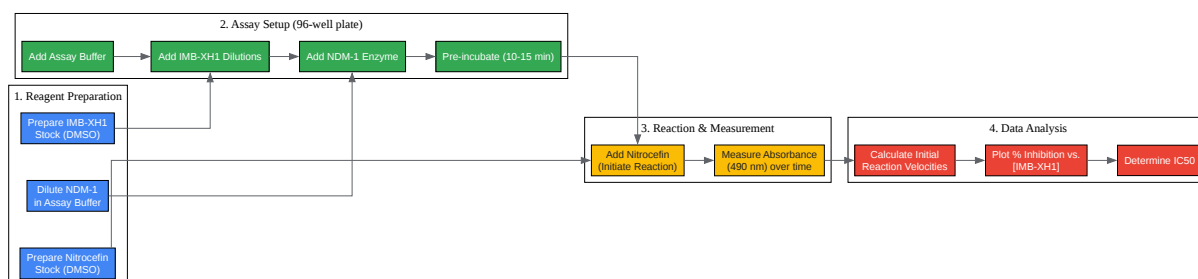 2. Assay Setup (96-well plate)
Add Assay Buffer
Add IMB-XH1 Dilutions
Add NDM-1 Enzyme
Pre-incubate (10-15 min)
1. Reagent Preparation
Prepare IMB-XH1
Stock (DMSO)
Dilute NDM-1
in Assay Buffer
Prepare Nitrocefin
Stock (DMSO)
3. Reaction & Measurement
Add Nitrocefin
(Initiate Reaction)
Measure Absorbance
(490 nm) over time
4. Data Analysis
Calculate Initial
Reaction Velocities
Plot % Inhibition vs.
[IMB-XH1]
Determine IC50